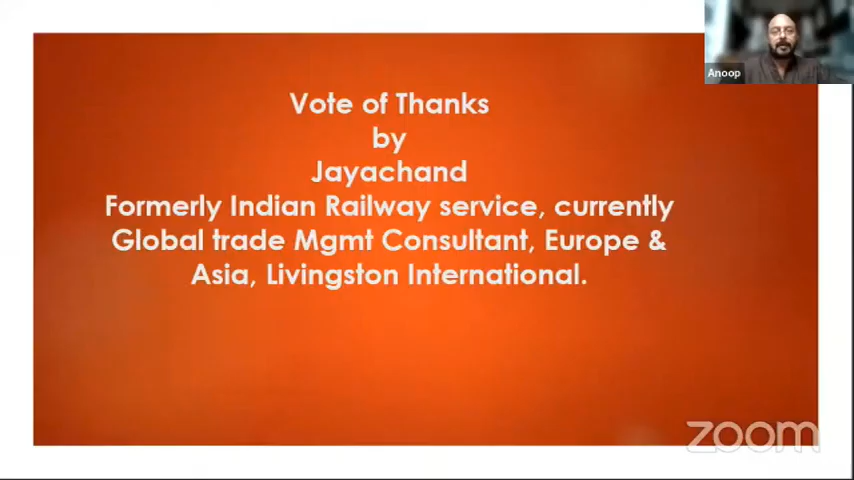 Anoop
Vote of Thanks
by
Jayachand
Formerly Indian Railway service, currently
Global trade Mgmt Consultant, Europe &
Asia, Livingston International.
zoom